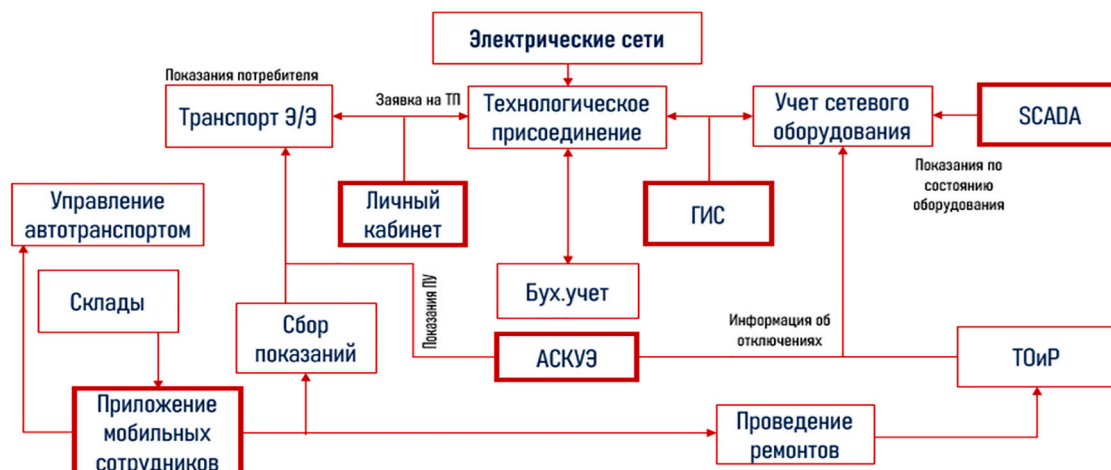 Электрические сети
Показания потребителя
Транспорт Э/Э
Заявка на ТП
Технологическое
присоединение
Учет сетевого
оборудования
SCADA
Показания по
состоянию
оборудования
Управление
автотранспортом
Личный
кабинет
ГИС
Склады
Бух.учет
Сбор
показаний
Показания ПУ
АСКУЭ
Информация об
отключениях
ТОиР
Приложение
мобильных
сотрудников
Проведение
ремонтов